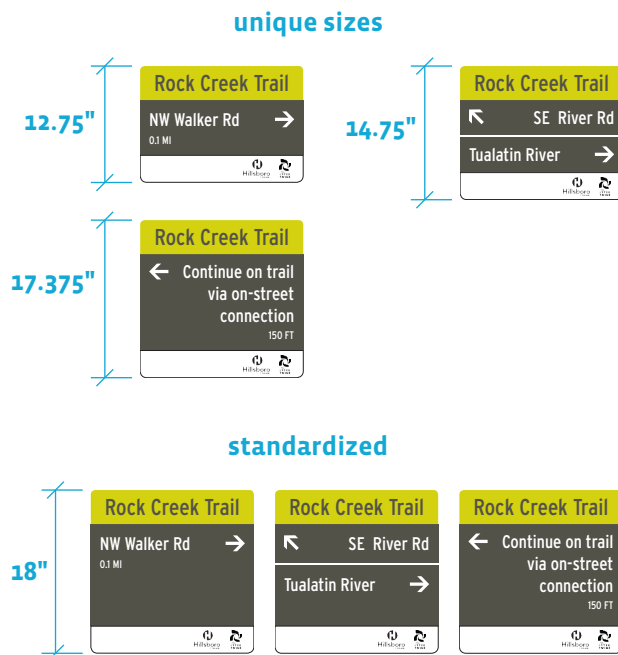 unique sizes
12.75"
Rock Creek Trail
NW Walker Rd
0.1 MI
Hillsboro
14.75"
Rock Creek Trail
SE River Rd
Tualatin River
Hillsboro
17.375"
Rock Creek Trail
Continue on trail
via on-street
connection
150 FT
Hillsboro
standardized
18"
Rock Creek Trail
NW Walker Rd
0.1 MI
Hillsboro
Rock Creek Trail
SE River Rd
Tualatin River
Hillsboro
Rock Creek Trail
Continue on trail
via on-street
connection
150 FT
Hillsboro